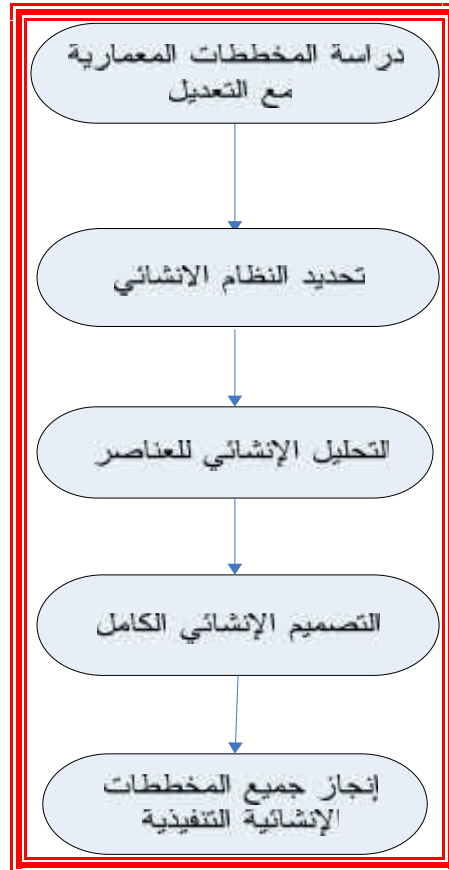 دراسة المخططات المعمارية
مع التعديل
تحديد النظام الانشائي
التحليل الإنشائي للعناصر
التصميم الإنشائي الكامل
إنجاز جميع المخططات
الإنشائية التنفيذية